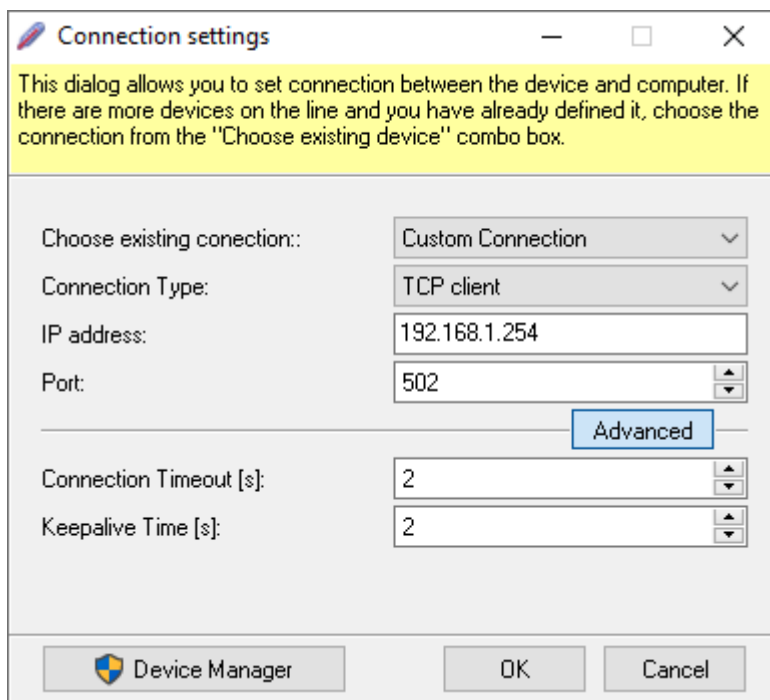 Connection settings
This dialog allows you to set connection between the device and computer. If
there are more devices on the line and you have already defined it, choose the
connection from the "Choose existing device" combo box.
Choose existing conection:: Custom Connection
Connection Type: TCP client
IP address: 192.168.1.254
Port: 502
Advanced
Connection Timeout [s]: 2
Keepalive Time [s]: 2
Device Manager OK Cancel